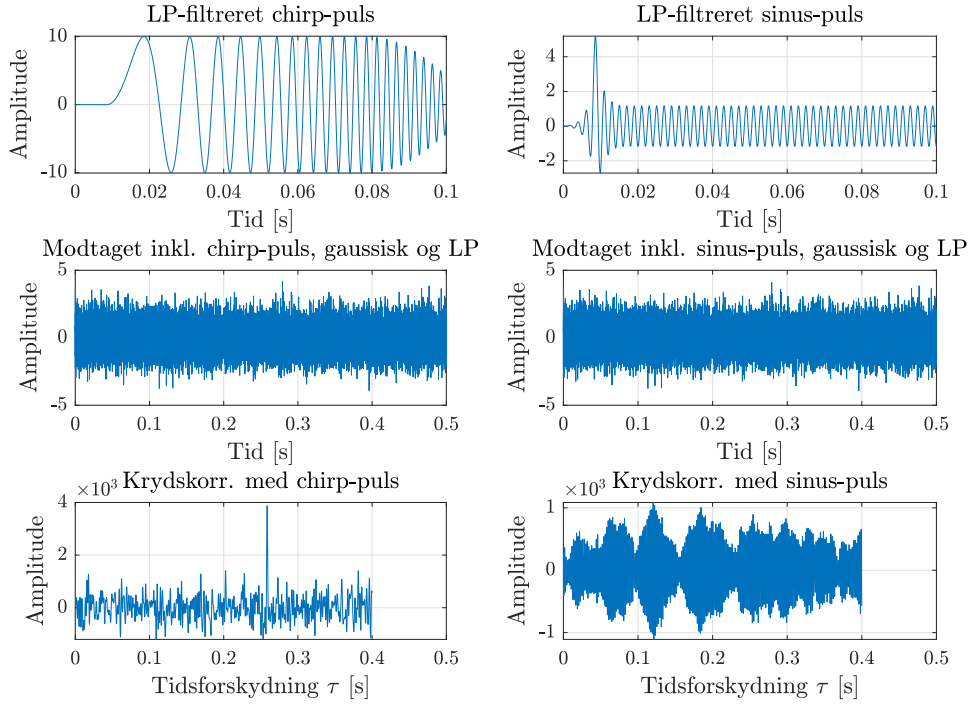 LP-filtreret chirp-puls
LP-filtreret sinus-puls
Amplitude
10
0
-10
0 0.02 0.04 0.06 0.08 0.1
Tid [s]
Amplitude
4
2
0
-2
0 0.02 0.04 0.06 0.08 0.1
Tid [s]
Modtaget inkl. chirp-puls, gaussisk og LP
Modtaget inkl. sinus-puls, gaussisk og LP
Amplitude
5
0
-5
0 0.1 0.2 0.3 0.4 0.5
Tid [s]
Amplitude
5
0
-5
0 0.1 0.2 0.3 0.4 0.5
Tid [s]
×10³ Krydskorr. med chirp-puls
×10³ Krydskorr. med sinus-puls
Amplitude
4
2
0
0 0.1 0.2 0.3 0.4 0.5
Tidsforskydning τ [s]
Amplitude
1
0
-1
0 0.1 0.2 0.3 0.4 0.5
Tidsforskydning τ [s]